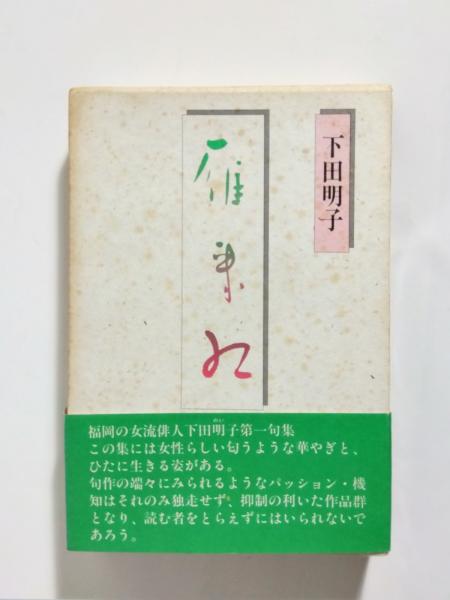 下田明子
雁来紅
めい
福岡の女流俳人下田明子第一句集
この集には女性らしい匂うような華やぎと、
ひたに生きる姿がある。
句作の端々にみられるようなパッション・機
知はそれのみ独走せず、抑制の利いた作品群
となり、読む者をとらえずにはいられないで
あろう。